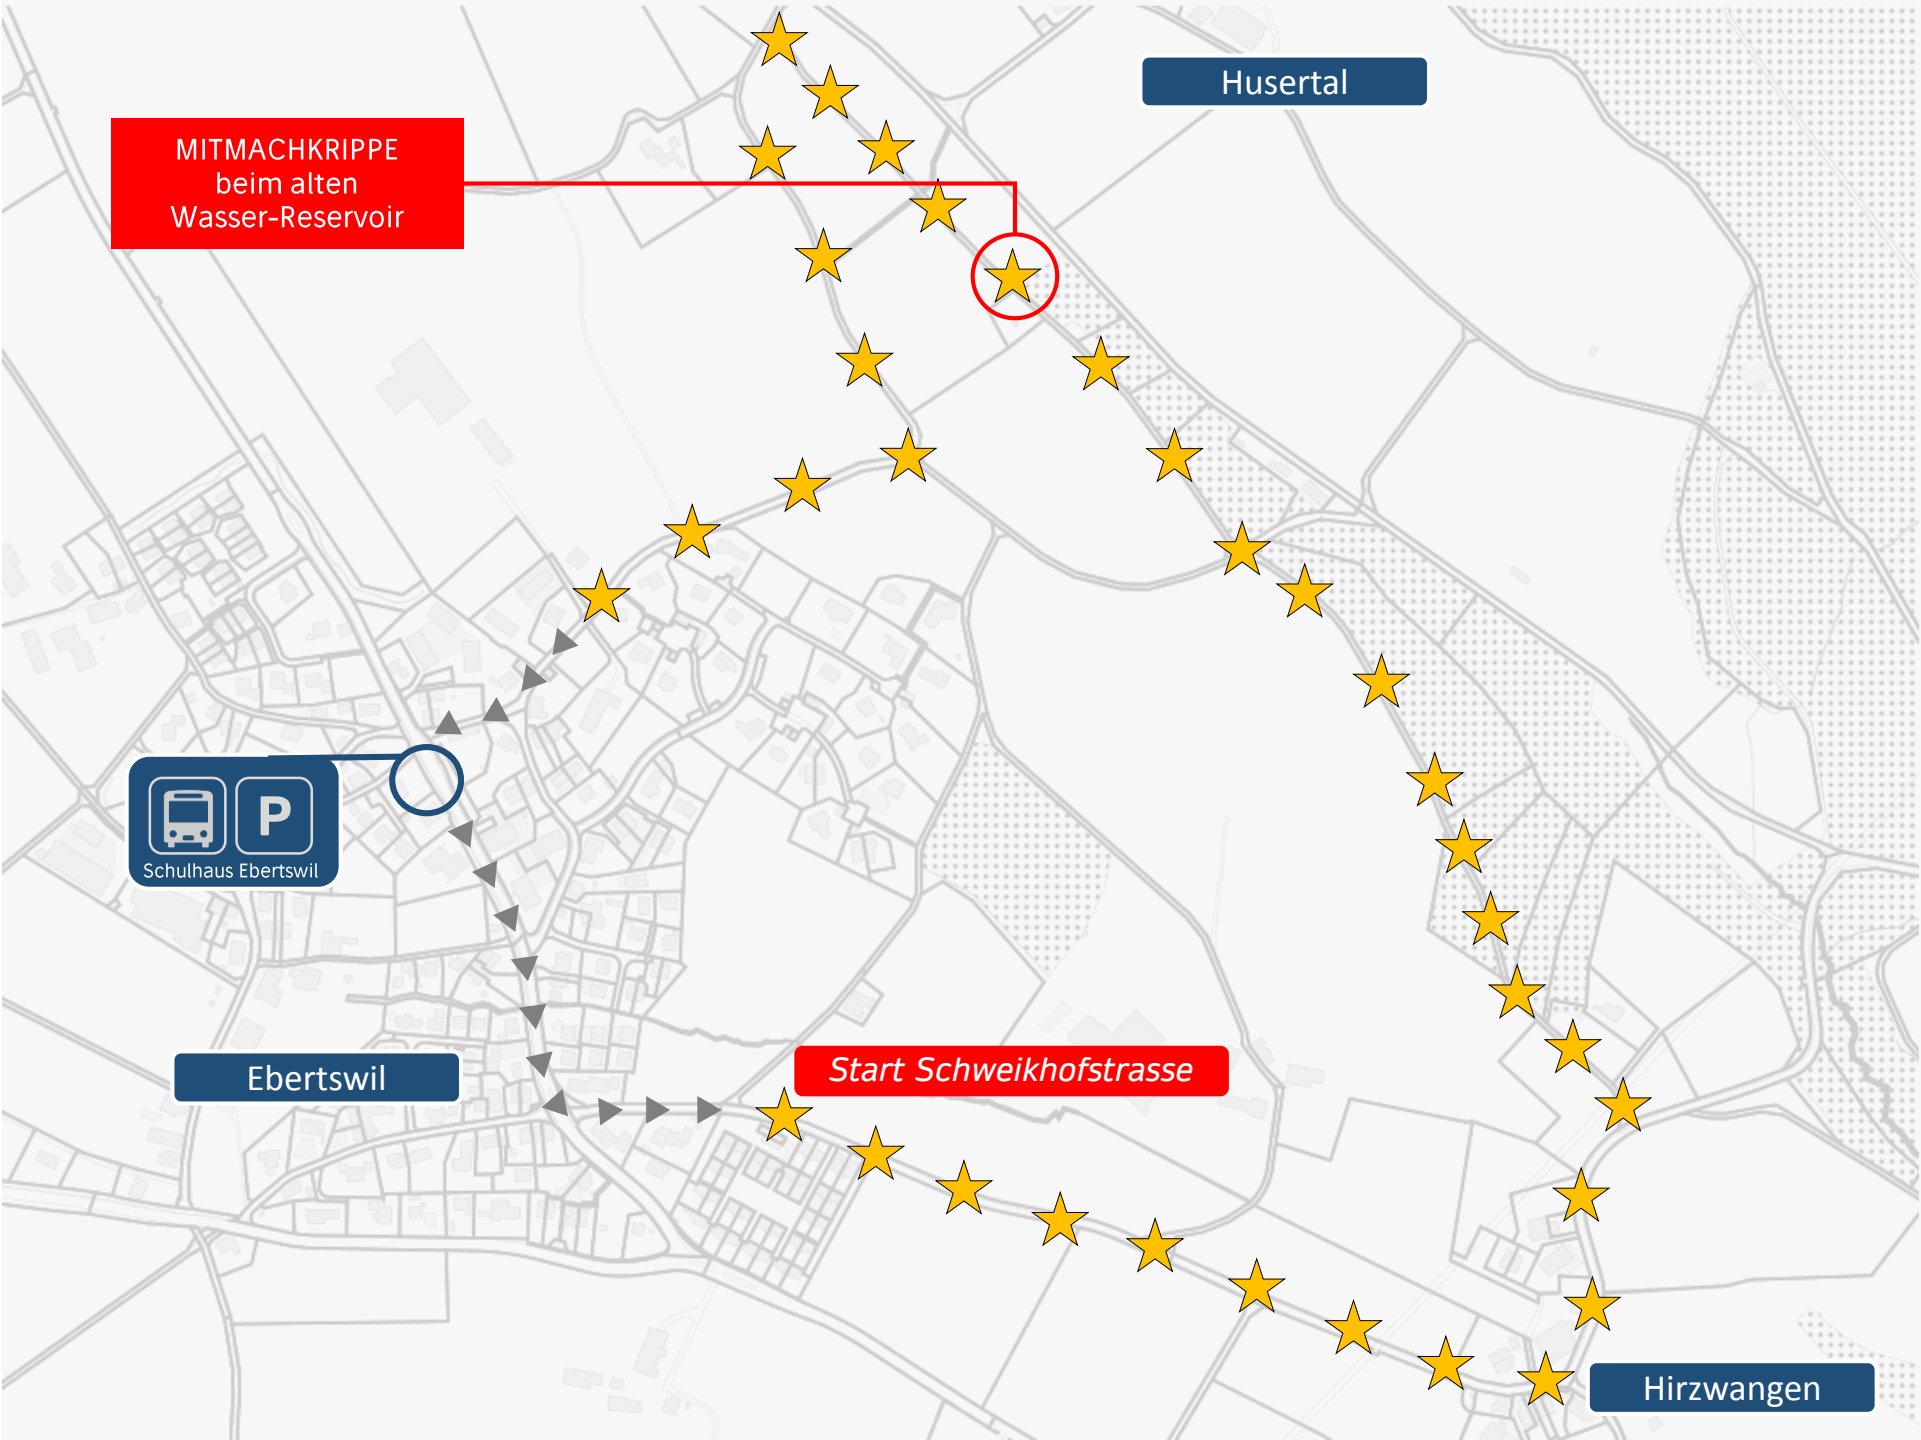 Husertal
MITMACHKRIPPE
beim alten
Wasser-Reservoir
P
Schulhaus Ebertswil
Ebertswil
Start Schweikhofstrasse
Hirzwangen